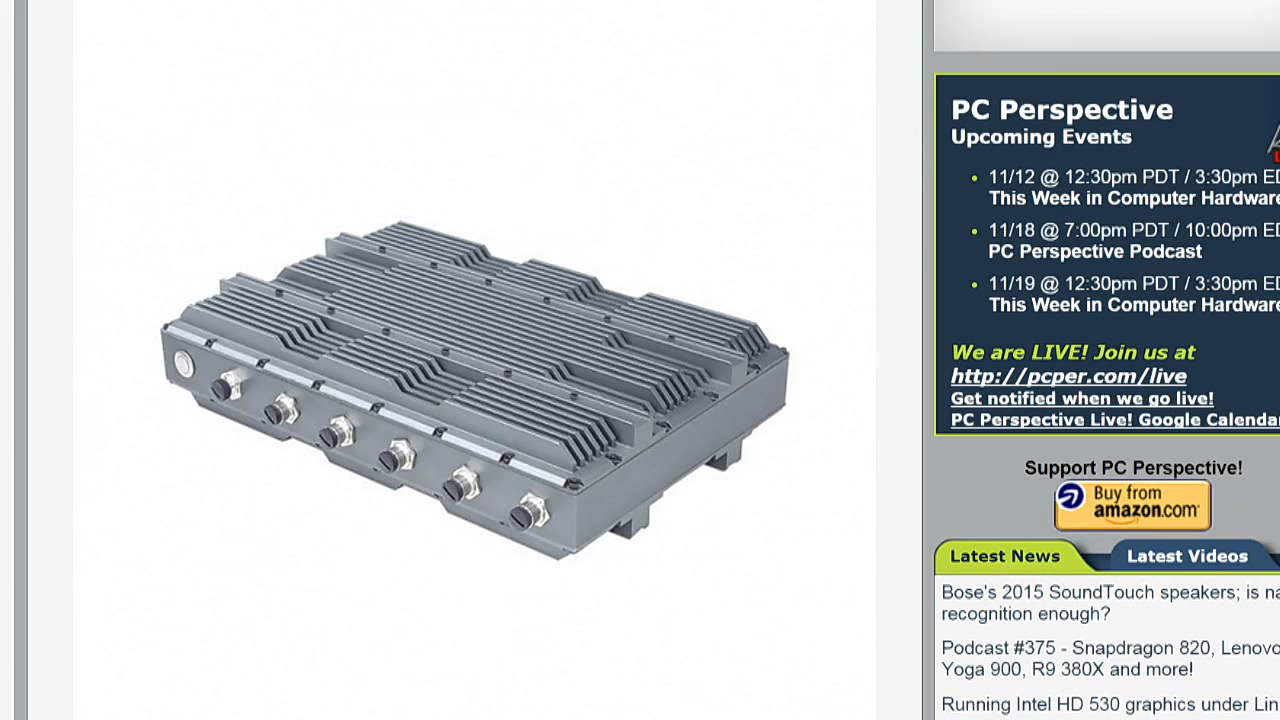 PC Perspective
Upcoming Events
11/12 @ 12:30pm PDT / 3:30pm
This Week in Computer Hardware
11/18 @ 7:00pm PDT / 10:00pm
PC Perspective Podcast
11/19 @ 12:30pm PDT / 3:30pm
This Week in Computer Hardware
We are LIVE! Join us at
http://pcper.com/live
Get notified when we go live!
PC Perspective Live! Google
Support PC Perspective!
Buy from
amazon.com
Latest News
Latest Videos
Bose's 2015 SoundTouch speakers; is
recognition enough?
Podcast #375 - Snapdragon 820, Lenovo
Yoga 900, R9 380X and more!
Running Intel HD 530 graphics under